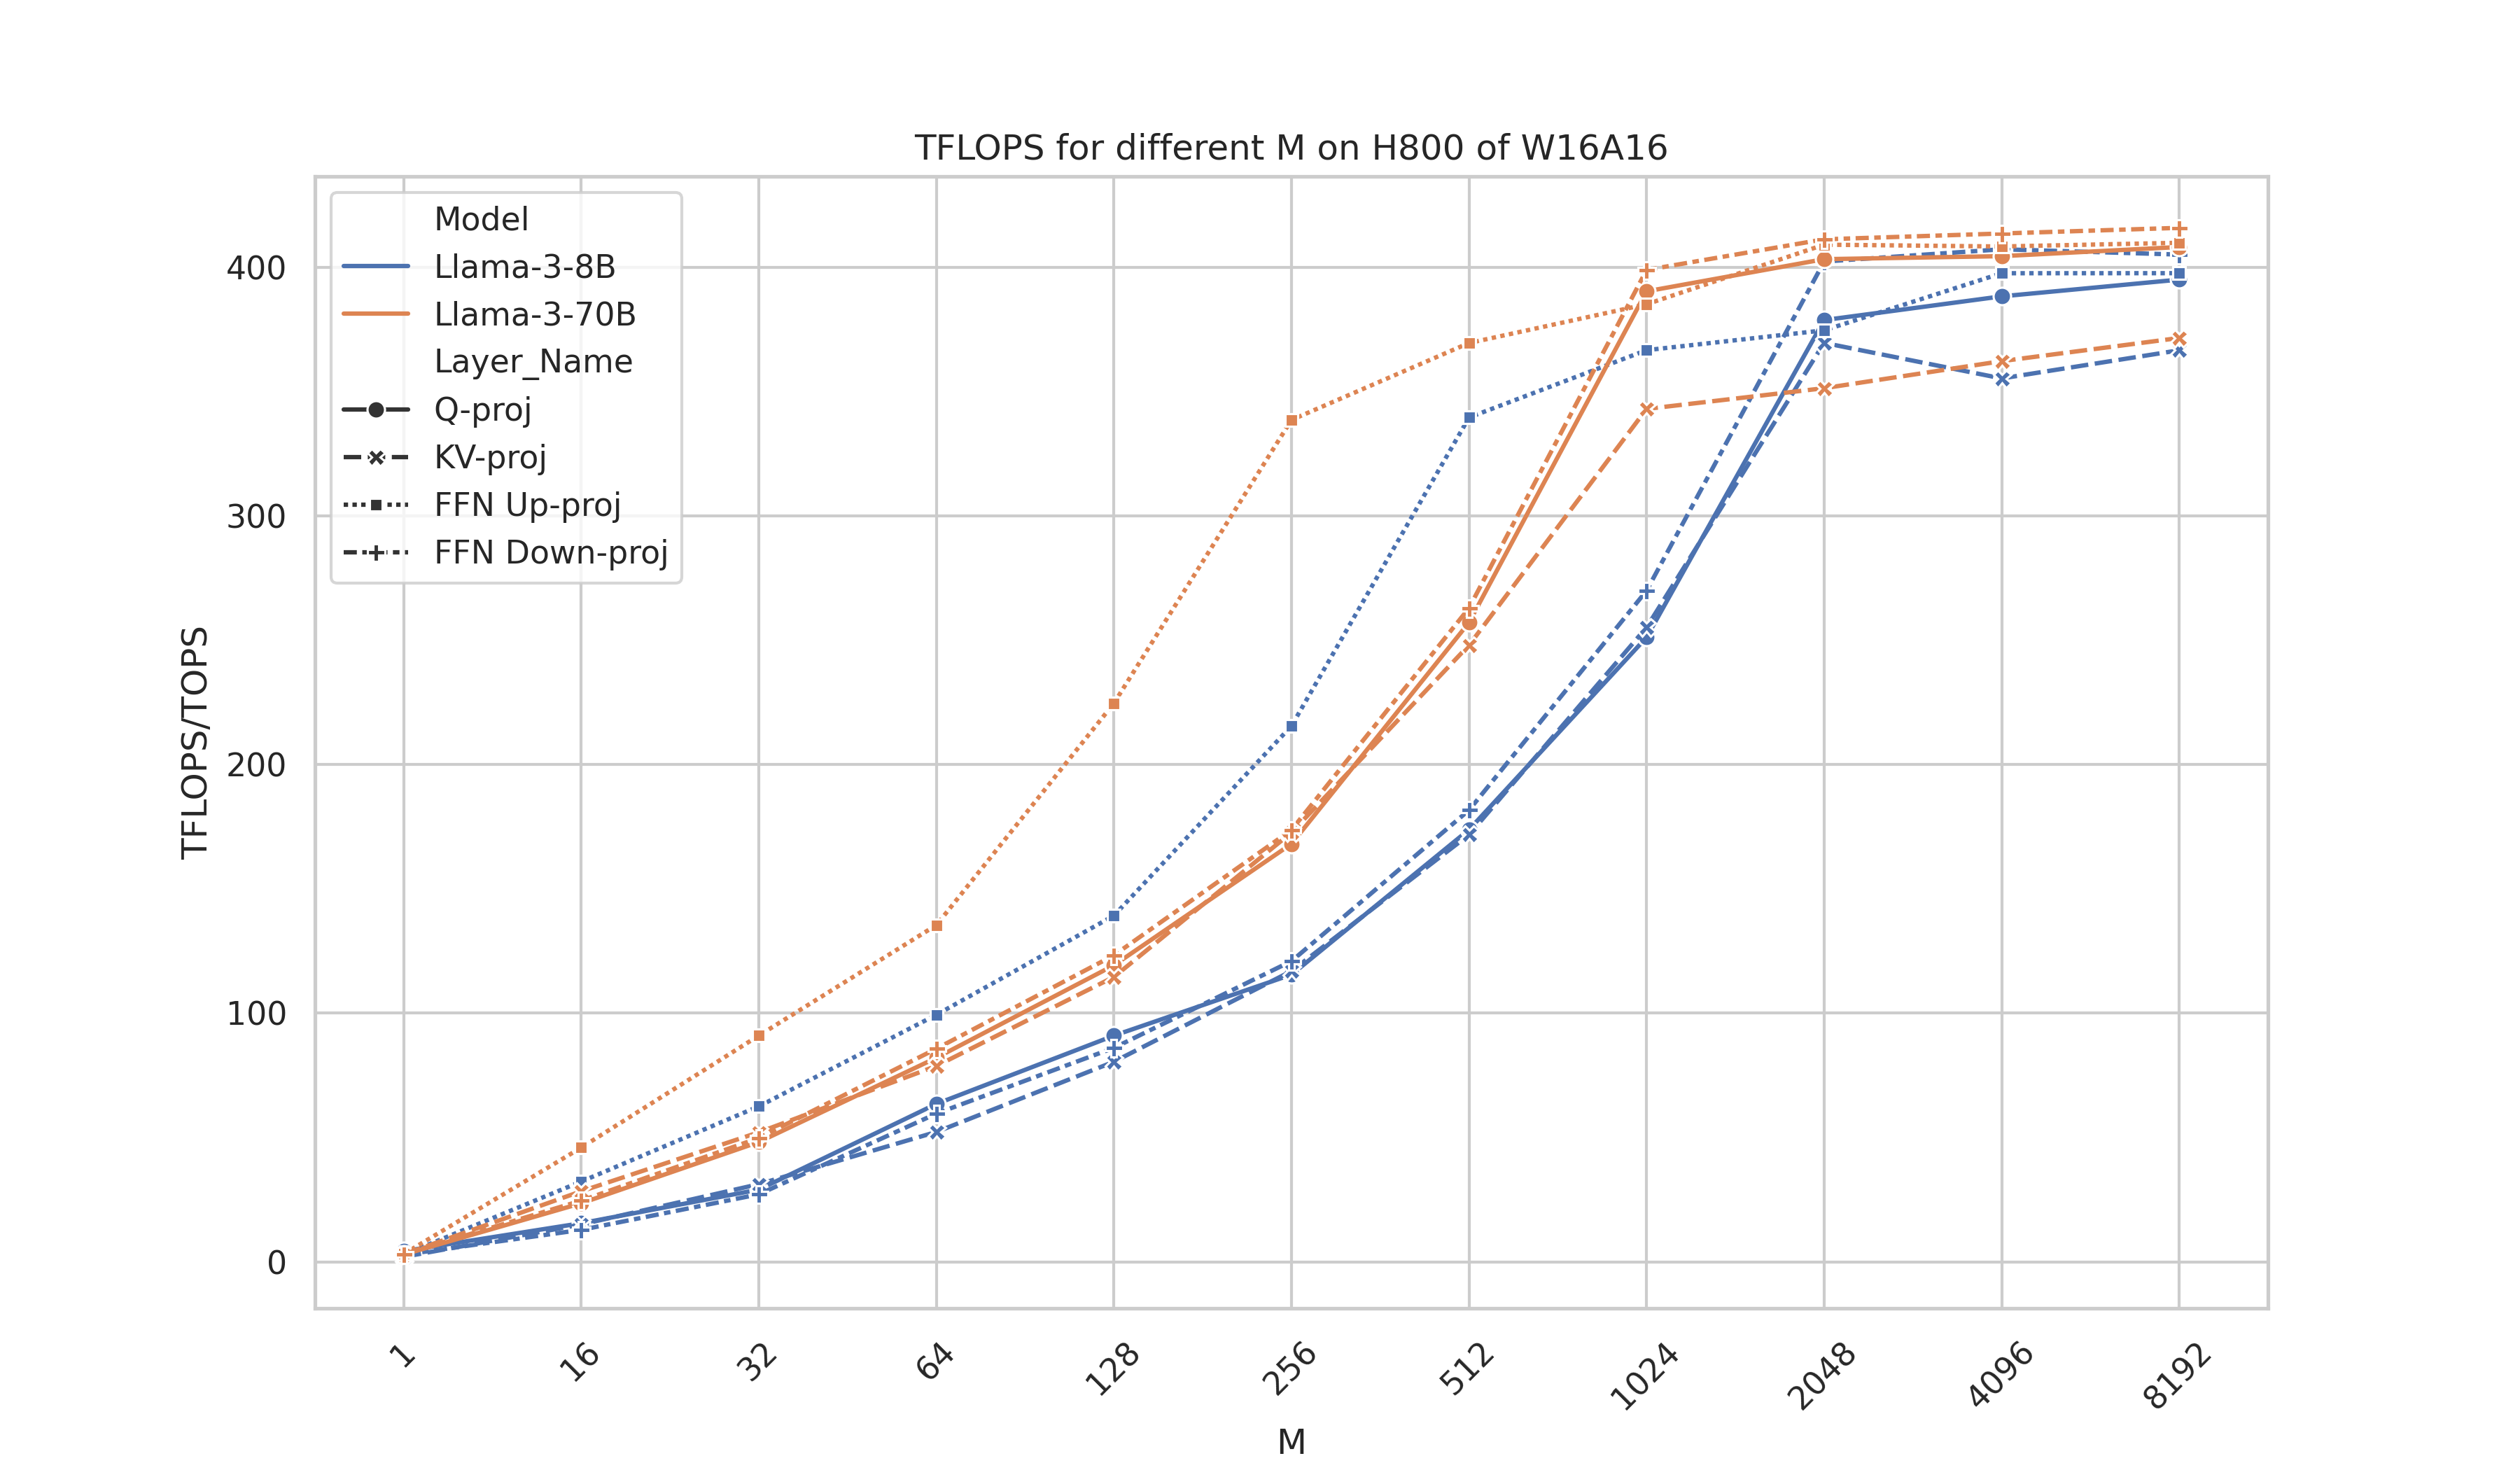 TFLOPS for different M on H800 of W16A16
Model
Llama-3-8B
Llama-3-70B
Layer_Name
Q-proj
KV-proj
FFN Up-proj
FFN Down-proj
TFLOPS/TOPS
400
300
200
100
0
1 16 32 64 128 256 512 1024 2048 4096 8192
M